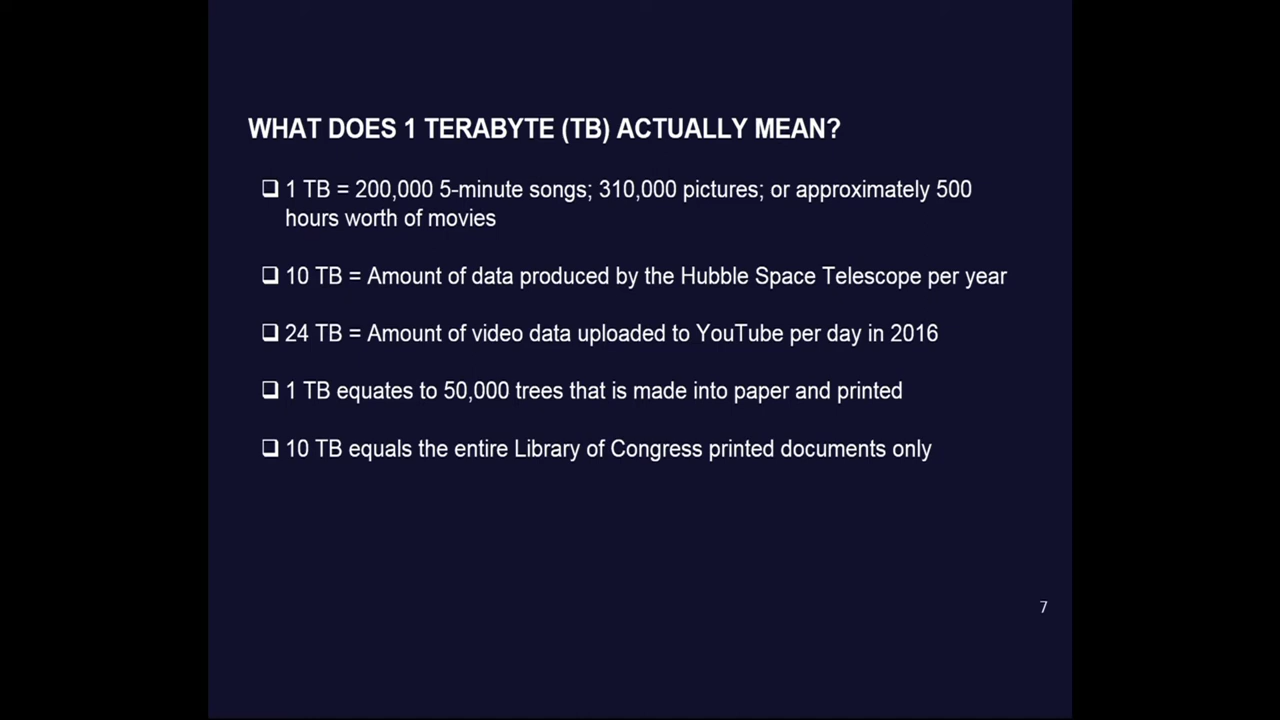 WHAT DOES 1 TERABYTE (TB) ACTUALLY MEAN?
1 TB = 200,000 5-minute songs; 310,000 pictures; or approximately 500
hours worth of movies
10 TB = Amount of data produced by the Hubble Space Telescope per year
24 TB = Amount of video data uploaded to YouTube per day in 2016
1 TB equates to 50,000 trees that is made into paper and printed
10 TB equals the entire Library of Congress printed documents only
7